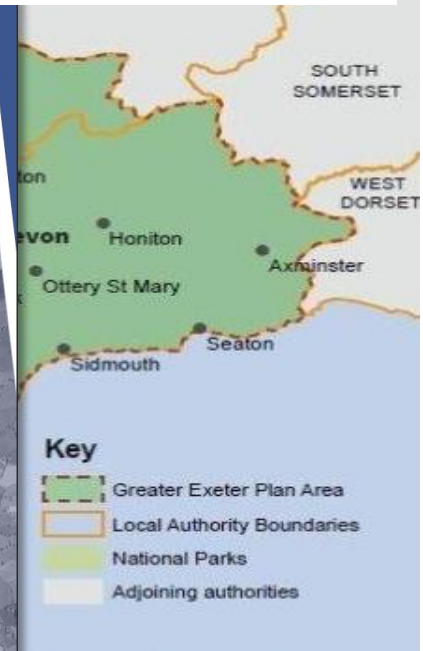 SOUTH
SOMERSET
WEST
DORSET
ton
evon
Honiton
Axminster
Ottery St Mary
Seaton
Sidmouth
Key
Greater Exeter Plan Area
Local Authority Boundaries
National Parks
Adjoining authorities